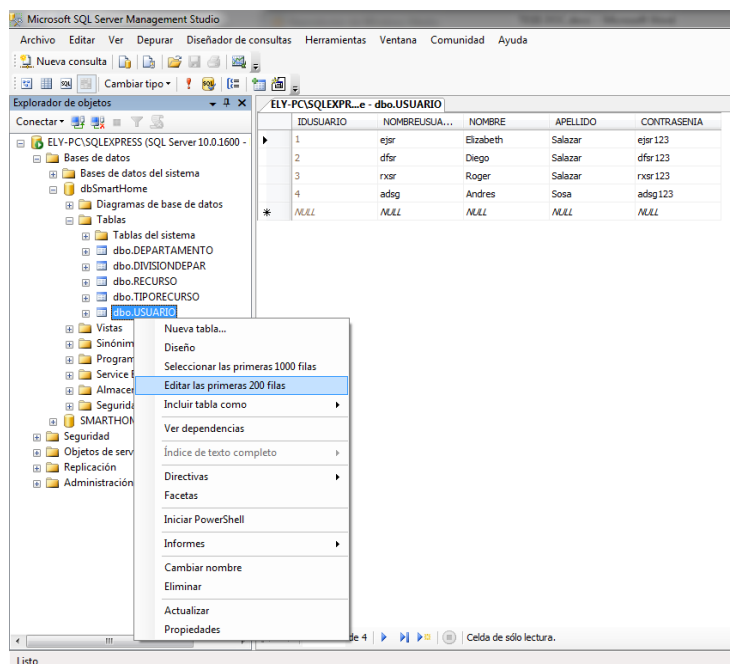 Microsoft SQL Server Management Studio
Archivo Editar Ver Depurar Diseñador de consultas Herramientas Ventana Comunidad Ayuda
Nueva consulta
SQL Cambiar tipo SQL
Explorador de objetos
Conectar
ELY-PC\SQLEXPRESS (SQL Server 10.0.1600 -
Bases de datos
Bases de datos del sistema
dbSmartHome
Diagramas de base de datos
Tablas
Tablas del sistema
dbo.DEPARTAMENTO
dbo.DIVISIONDEPAR
dbo.RECURSO
dbo.TIPORECURSO
dbo.USUARIO
Vistas
Sinónim
Program
Service B
Almacen
Segurida
SMARTHOM
Seguridad
Objetos de serv
Replicación
Administración
ELY-PC\SQLEXPR...e - dbo.USUARIO
IDUSUARIO NOMBREUSUA... NOMBRE APELLIDO CONTRASENIA
1 ejsr Elizabeth Salazar ejsr123
2 dfsr Diego Salazar dfsr123
3 rxsr Roger Salazar rxsr123
4 adsg Andres Sosa adsg123
NULL NULL NULL NULL NULL
Nueva tabla...
Diseño
Seleccionar las primeras 1000 filas
Editar las primeras 200 filas
Incluir tabla como
Ver dependencias
Índice de texto completo
Directivas
Facetas
Iniciar PowerShell
Informes
Cambiar nombre
Eliminar
Actualizar
Propiedades
de 4 Celda de sólo lectura.
Listo